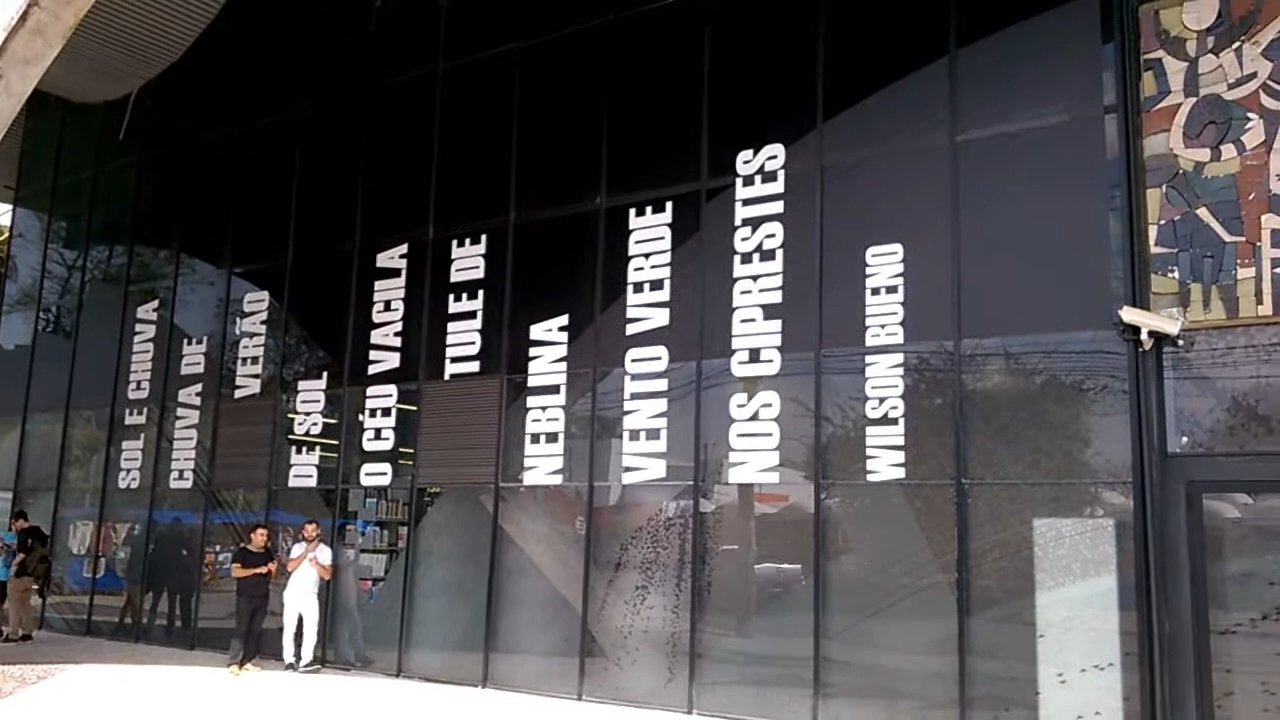 SOL E CHUVA
CHUVA DE
VERÃO
DE SOL
O CÉU VACILA
TULE DE
NEBLINA
VENTO VERDE
NOS CIPRESTES
WILSON BUENO